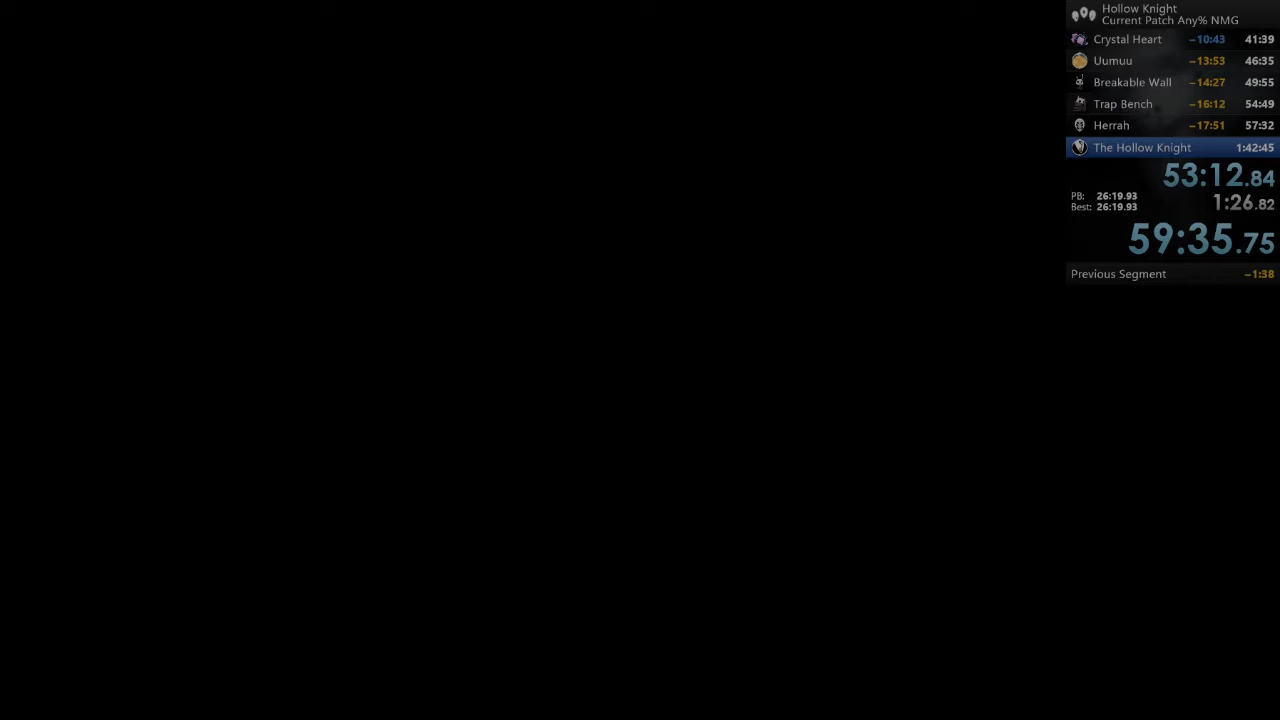 Hollow Knight
Current Patch Any% NMG
Crystal Heart −10:43 41:39
Uumuu −13:53 46:35
Breakable Wall −14:27 49:55
Trap Bench −16:12 54:49
Herrah −17:51 57:32
The Hollow Knight 1:42:45
53:12.84
PB: 26:19.93 1:26.82
Best: 26:19.93
59:35.75
Previous Segment −1:38